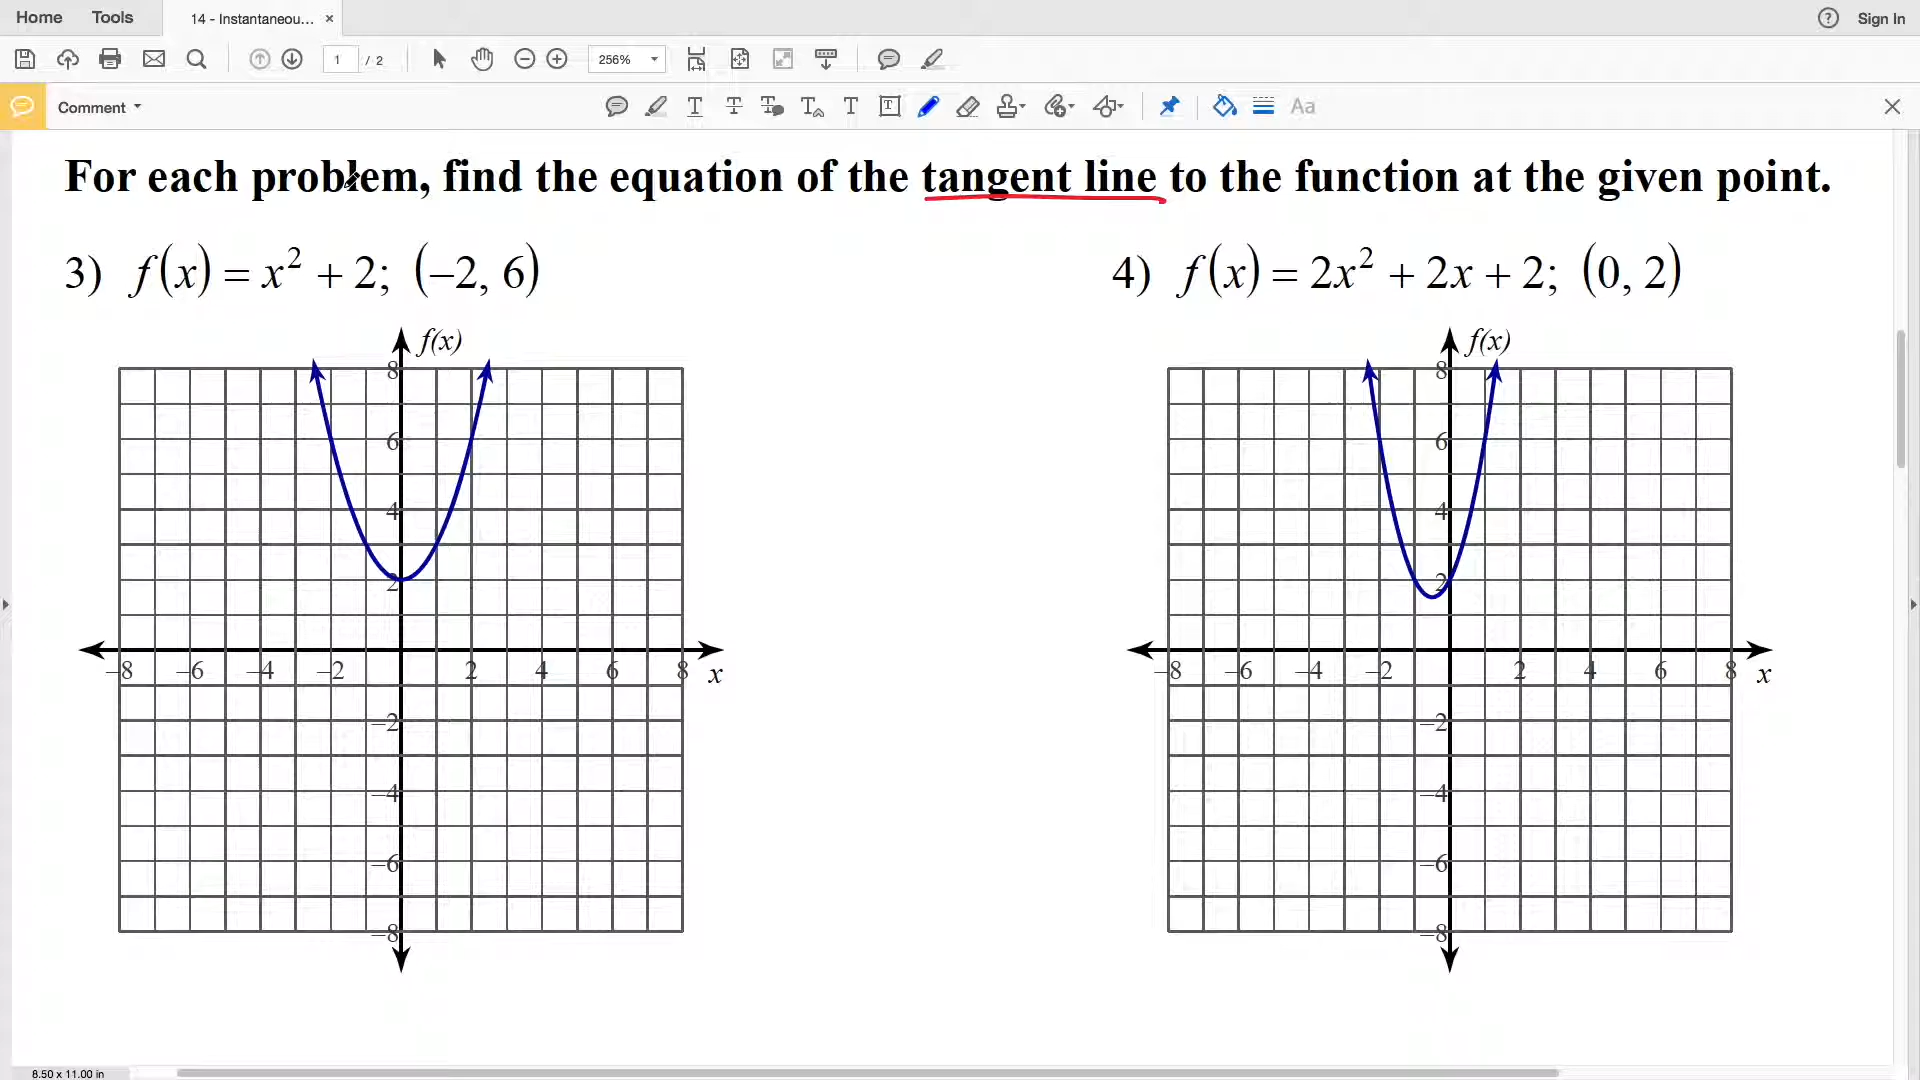 Home Tools 14 - Instantaneou... × ? Sign In
1 / 2 256%
Comment T T T T T T Aa
For each problem, find the equation of the tangent line to the function at the given point.
3) f(x) = x² + 2; (−2, 6) 4) f(x) = 2x² + 2x + 2; (0, 2)
f(x) f(x)
8 8
6 6
4 4
2 2
−8 −6 −4 −2 2 4 6 8 x −8 −6 −4 −2 2 4 6 8 x
−2 −2
−4 −4
−6 −6
−8 −8
8.50 x 11.00 in